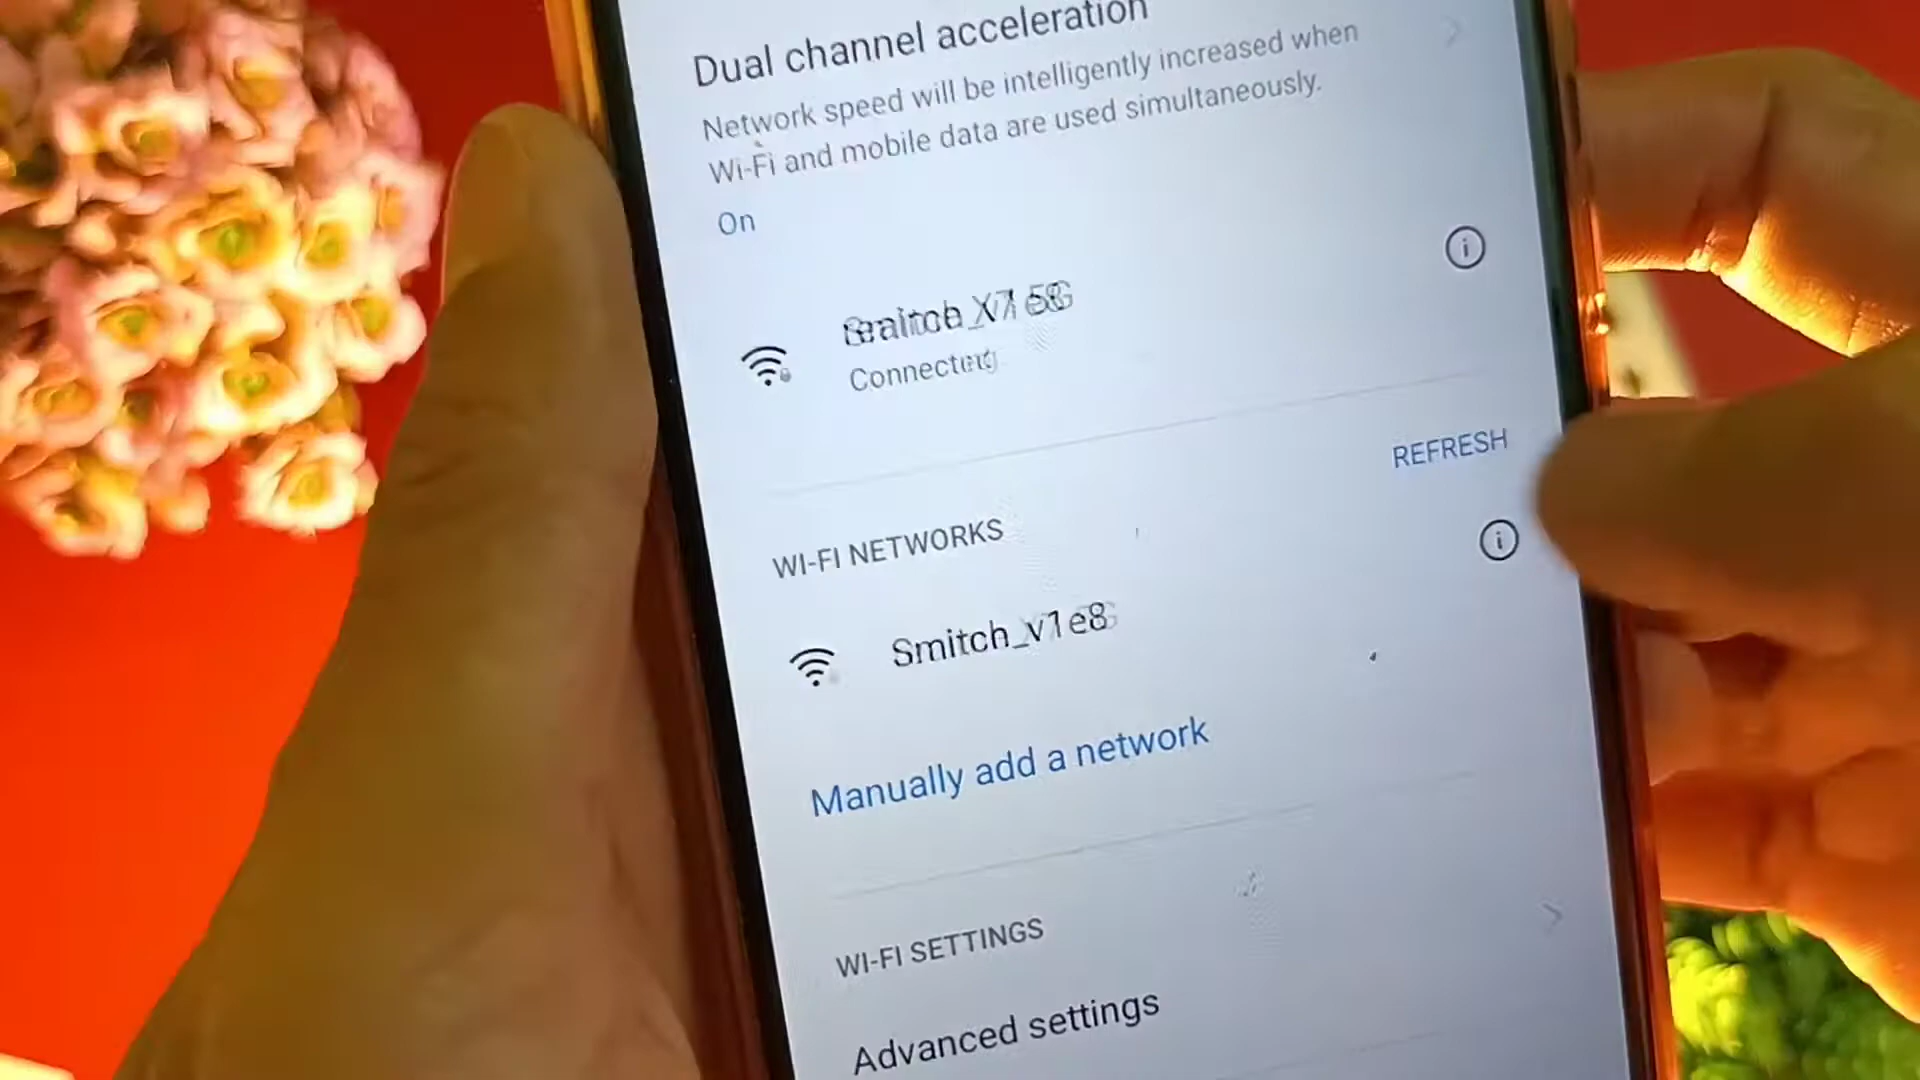 Dual channel acceleration
Network speed will be intelligently increased when
Wi-Fi and mobile data are used simultaneously.
On
REFRESH
WI-FI NETWORKS
Smitch_v1e8
Manually add a network
WI-FI SETTINGS
Advanced settings